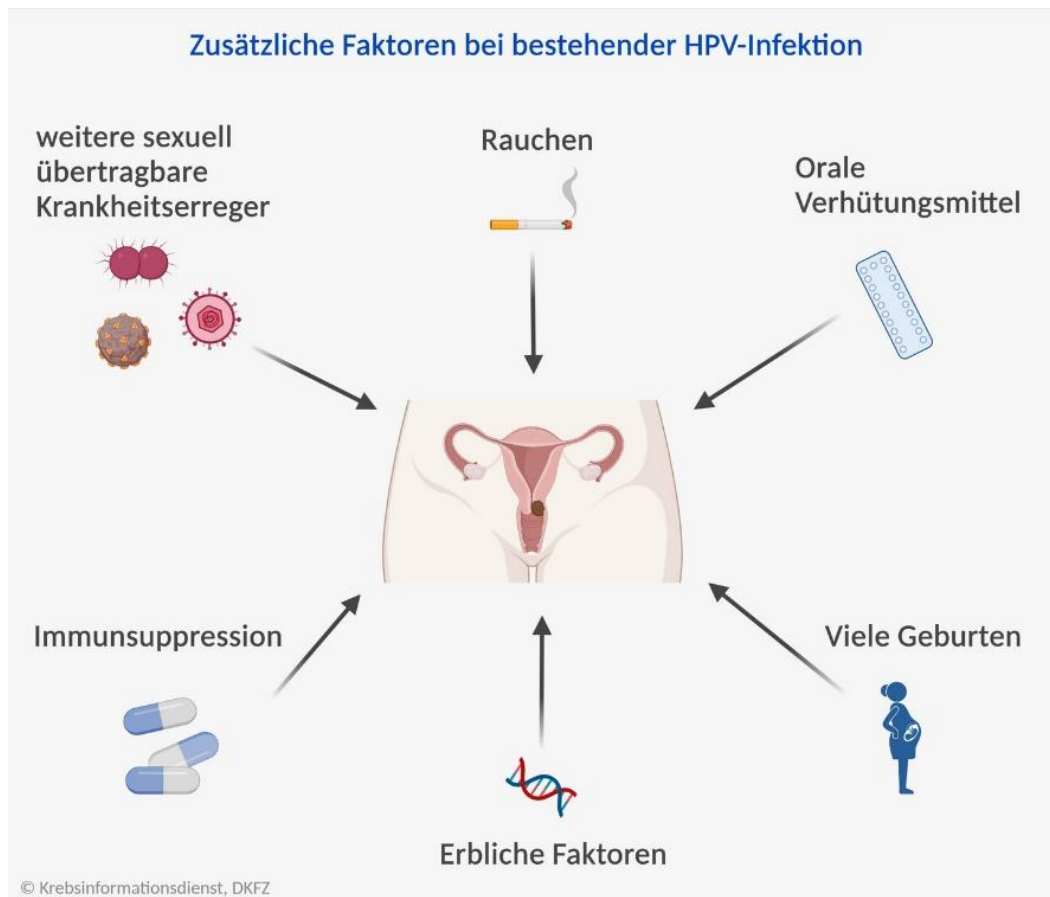 Zusätzliche Faktoren bei bestehender HPV-Infektion
weitere sexuell
übertragbare
Krankheitserreger
Rauchen
Orale
Verhütungsmittel
Immunsuppression
Viele Geburten
Erbliche Faktoren
© Krebsinformationsdienst, DKFZ